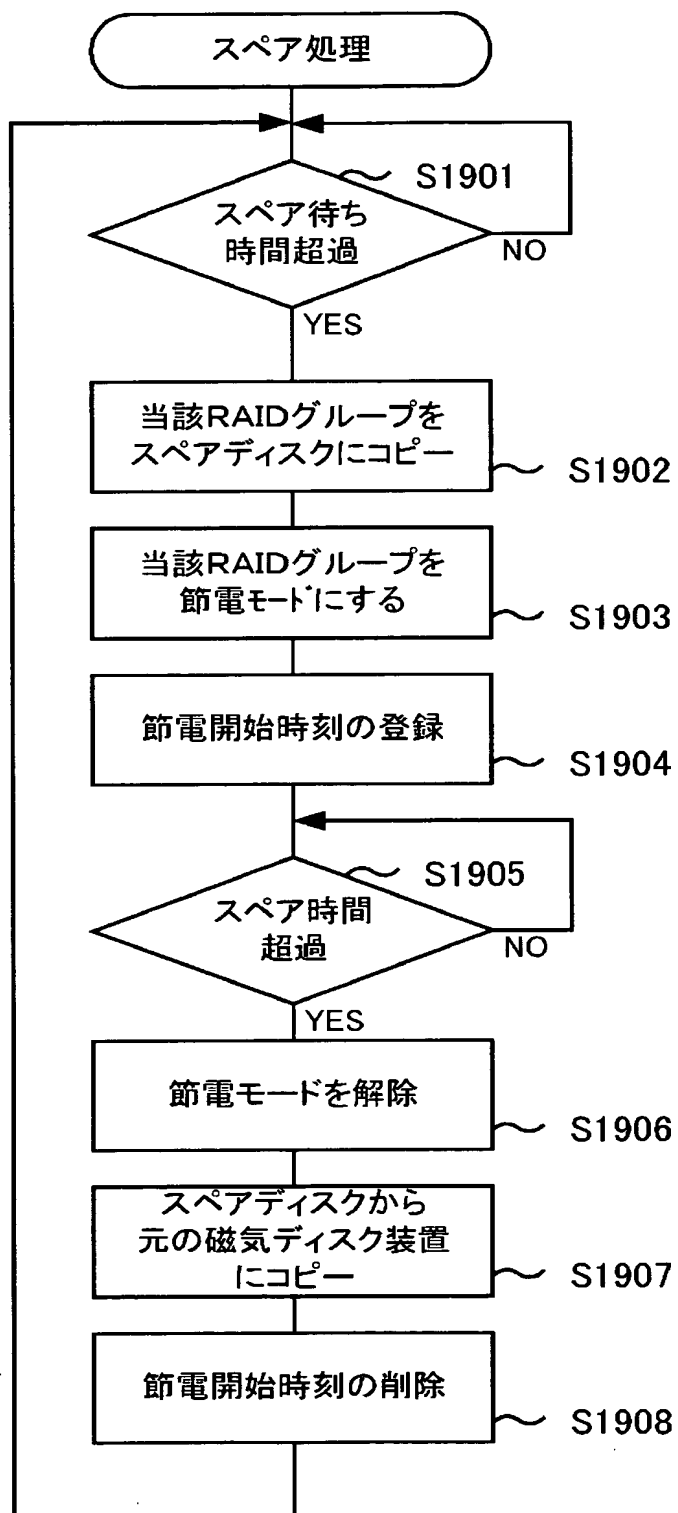 スペア処理
S1901
スペア待ち
時間超過
NO
YES
当該RAIDグループを
スペアディスクにコピー
S1902
当該RAIDグループを
節電モードにする
S1903
節電開始時刻の登録
S1904
S1905
スペア時間
超過
NO
YES
節電モードを解除
S1906
スペアディスクから
元の磁気ディスク装置
にコピー
S1907
節電開始時刻の削除
S1908